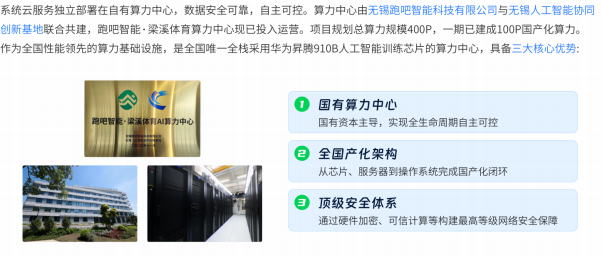 系统云服务独立部署在自有算力中心，数据安全可靠，自主可控。算力中心由无锡跑吧智能科技有限公司与无锡人工智能协同
创新基地联合共建，跑吧智能·梁溪体育算力中心现已投入运营。项目规划总算力规模400P，一期已建成100P国产化算力。
作为全国性能领先的算力基础设施，是全国唯一全栈采用华为昇腾910B人工智能训练芯片的算力中心，具备三大核心优势:
跑吧智能·梁溪体育AI算力中心
1 国有算力中心
国有资本主导，实现全生命周期自主可控
2 全国产化架构
从芯片、服务器到操作系统完成国产化闭环
3 顶级安全体系
通过硬件加密、可信计算等构建最高等级网络安全保障